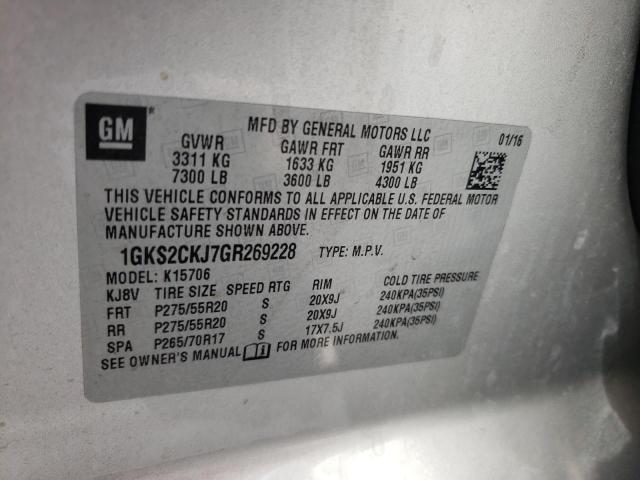 GM
MFD BY GENERAL MOTORS LLC 01/16
GVWR GAWR FRT GAWR RR
3311 KG 1633 KG 1951 KG
7300 LB 3600 LB 4300 LB
THIS VEHICLE CONFORMS TO ALL APPLICABLE U.S. FEDERAL MOTOR
VEHICLE SAFETY STANDARDS IN EFFECT ON THE DATE OF
MANUFACTURE SHOWN ABOVE.
1GKS2CKJ7GR269228 TYPE: M.P.V.
MODEL: K15706
KJ8V TIRE SIZE SPEED RTG RIM COLD TIRE PRESSURE
FRT P275/55R20 S 20X9J 240KPA(35PSI)
RR P275/55R20 S 20X9J 240KPA(35PSI)
SPA P265/70R17 S 17X7.5J 240KPA(35PSI)
SEE OWNER'S MANUAL FOR MORE INFORMATION.